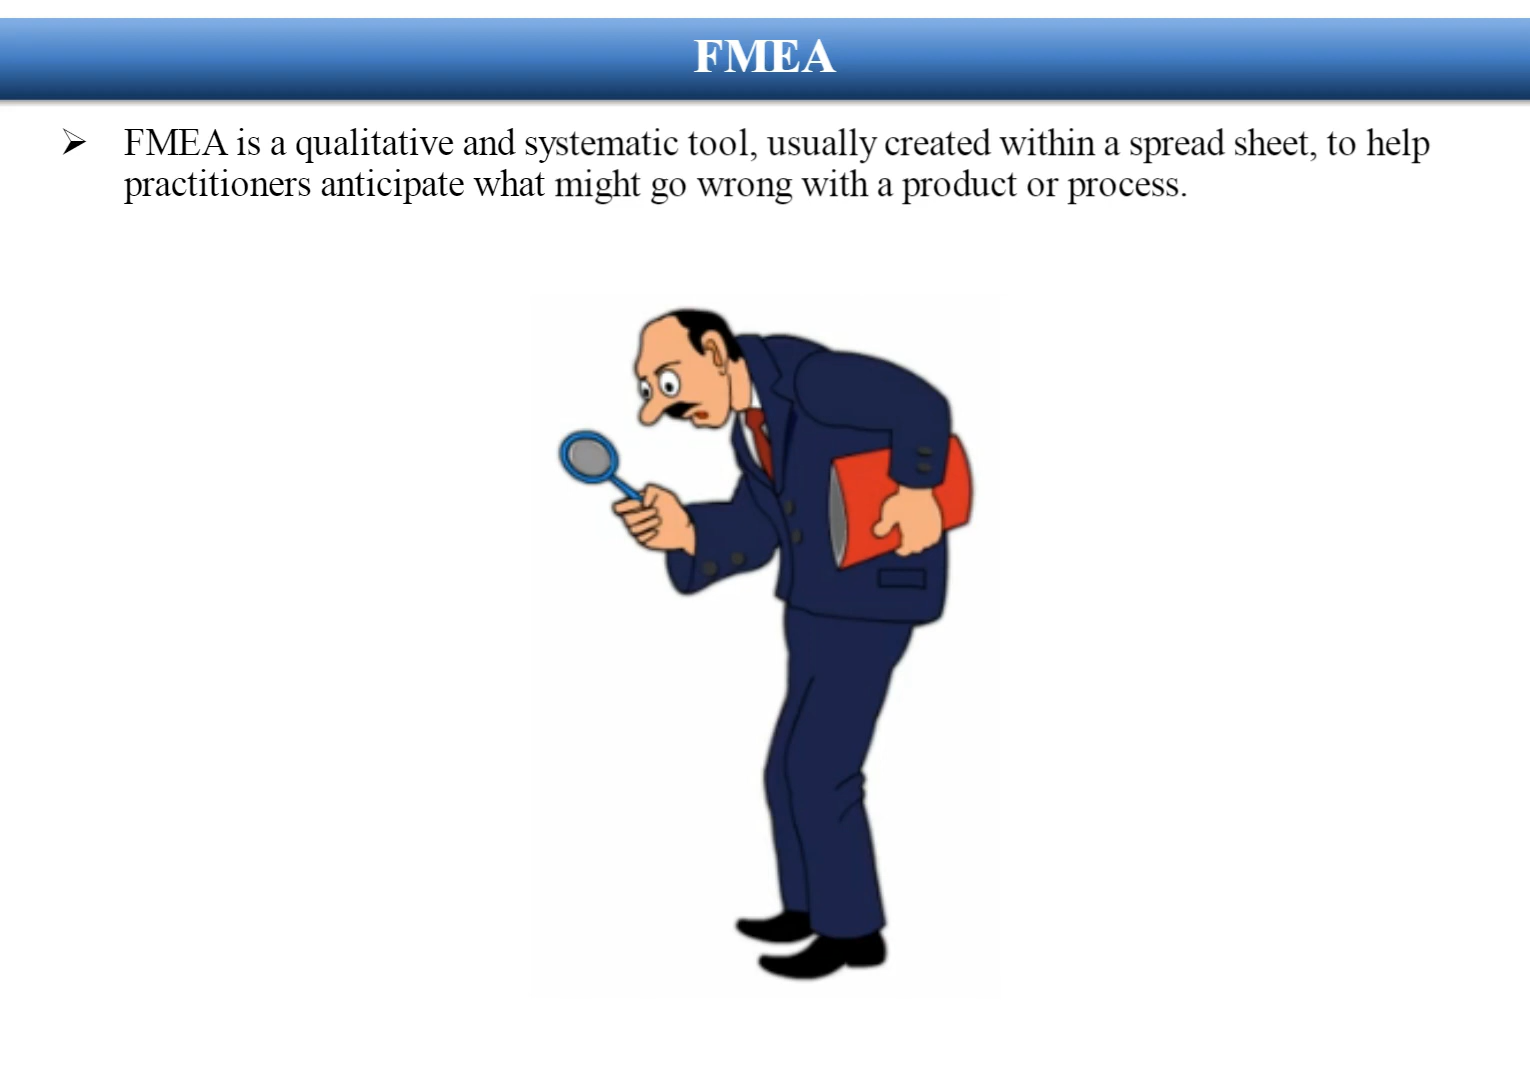 FMEA
➢ FMEA is a qualitative and systematic tool, usually created within a spread sheet, to help
practitioners anticipate what might go wrong with a product or process.